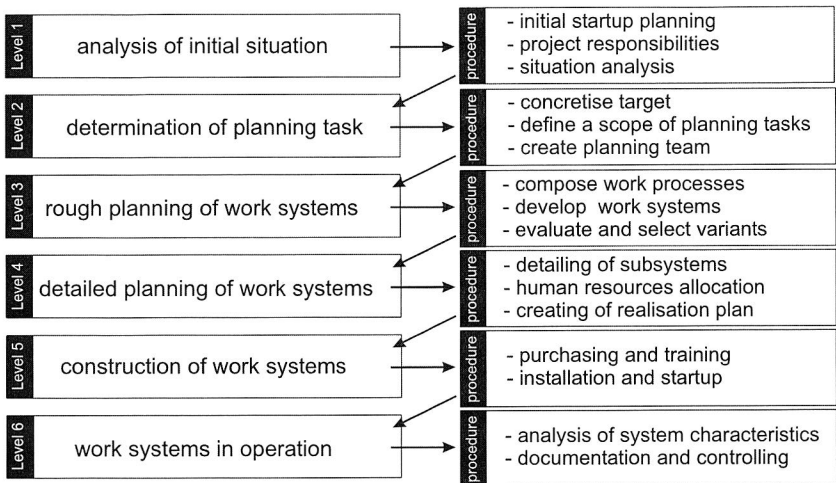 Level 1
analysis of initial situation
procedure
- initial startup planning
- project responsibilities
- situation analysis
Level 2
determination of planning task
procedure
- concretise target
- define a scope of planning tasks
- create planning team
Level 3
rough planning of work systems
procedure
- compose work processes
- develop work systems
- evaluate and select variants
Level 4
detailed planning of work systems
procedure
- detailing of subsystems
- human resources allocation
- creating of realisation plan
Level 5
construction of work systems
procedure
- purchasing and training
- installation and startup
Level 6
work systems in operation
procedure
- analysis of system characteristics
- documentation and controlling